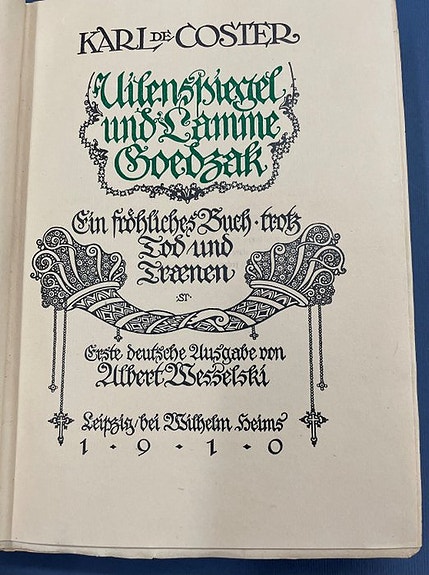 KARL DE COSTER
Uilenspiegel
und Lamme
Goedzak
Ein fröhliches Buch · trotz
Tod und
Traenen
·ST·
Erste deutsche Ausgabe von
Albert Wesselski
Leipzig/bei Wilhelm Heims
1·9·1·0